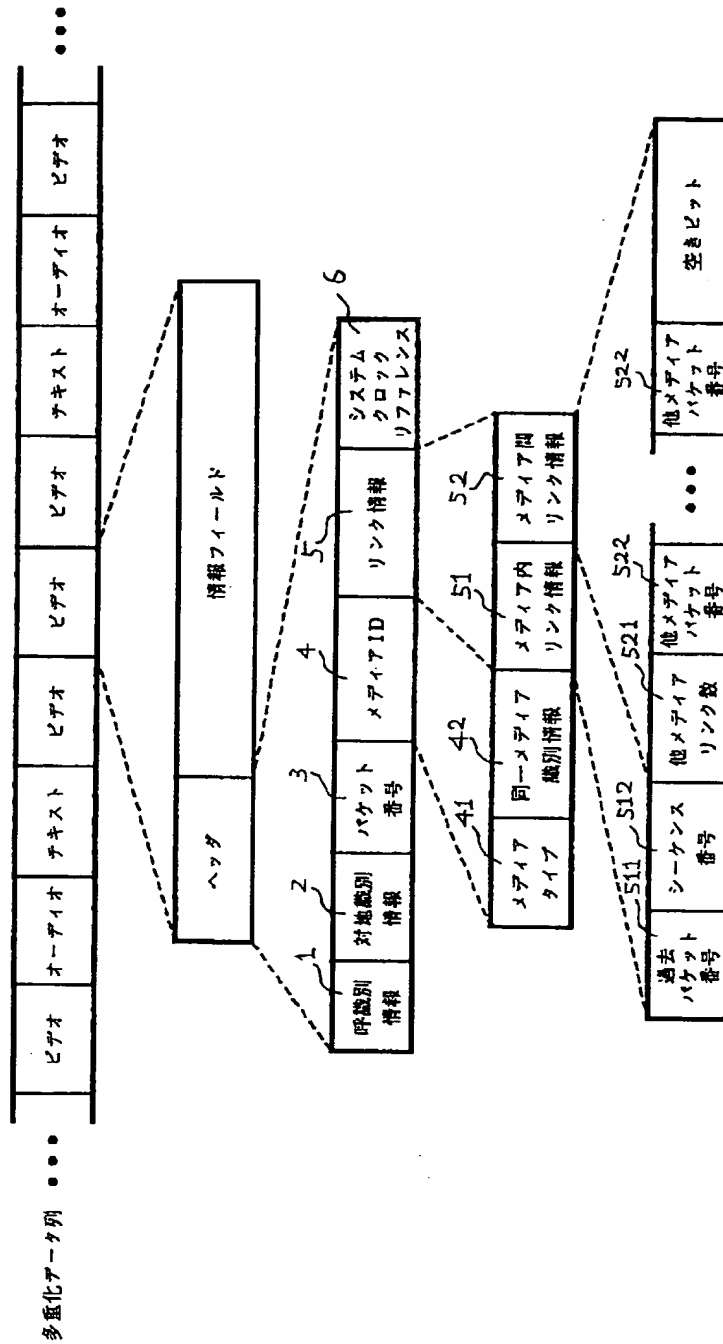 多重化データ列 •••
ビデオ
オーディオ
テキスト
ビデオ
ビデオ
ビデオ
テキスト
オーディオ
ビデオ
•••
ヘッダ
情報フィールド
1
呼識別
情報
2
対地識別
情報
3
パケット
番号
4
メディアID
5
リンク情報
6
システム
クロック
リファレンス
41
メディア
タイプ
42
同一メディア
識別情報
51
メディア内
リンク情報
52
メディア間
リンク情報
511
過去
パケット
番号
512
シーケンス
番号
521
他メディア
リンク数
522
他メディア
パケット
番号
•••
522
他メディア
パケット
番号
空きビット